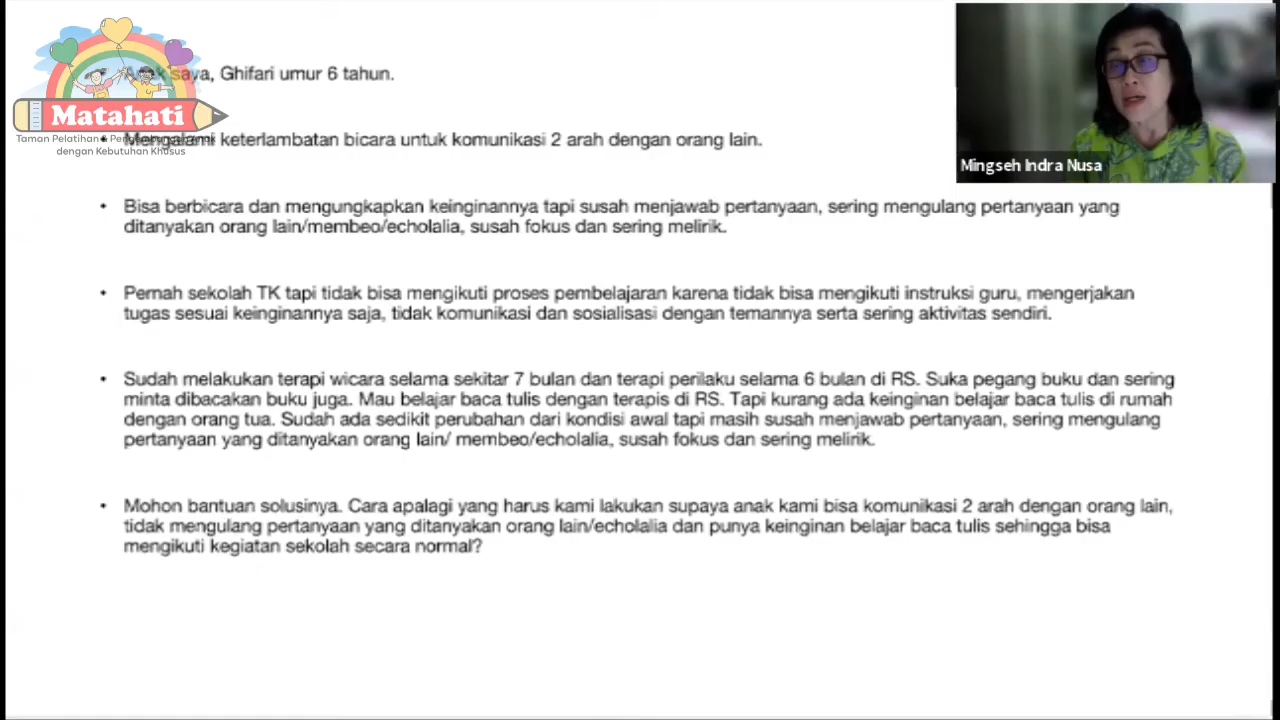 Matahati
Taman Pelatihan & Pengembangan Anak
dengan Kebutuhan Khusus
Anak saya, Ghifari umur 6 tahun.
Mingseh Indra Nusa
• Mengalami keterlambatan bicara untuk komunikasi 2 arah dengan orang lain.
• Bisa berbicara dan mengungkapkan keinginannya tapi susah menjawab pertanyaan, sering mengulang pertanyaan yang
ditanyakan orang lain/membeo/echolalia, susah fokus dan sering melirik.
• Pernah sekolah TK tapi tidak bisa mengikuti proses pembelajaran karena tidak bisa mengikuti instruksi guru, mengerjakan
tugas sesuai keinginannya saja, tidak komunikasi dan sosialisasi dengan temannya serta sering aktivitas sendiri.
• Sudah melakukan terapi wicara selama sekitar 7 bulan dan terapi perilaku selama 6 bulan di RS. Suka pegang buku dan sering
minta dibacakan buku juga. Mau belajar baca tulis dengan terapis di RS. Tapi kurang ada keinginan belajar baca tulis di rumah
dengan orang tua. Sudah ada sedikit perubahan dari kondisi awal tapi masih susah menjawab pertanyaan, sering mengulang
pertanyaan yang ditanyakan orang lain/ membeo/echolalia, susah fokus dan sering melirik.
• Mohon bantuan solusinya. Cara apalagi yang harus kami lakukan supaya anak kami bisa komunikasi 2 arah dengan orang lain,
tidak mengulang pertanyaan yang ditanyakan orang lain/echolalia dan punya keinginan belajar baca tulis sehingga bisa
mengikuti kegiatan sekolah secara normal?